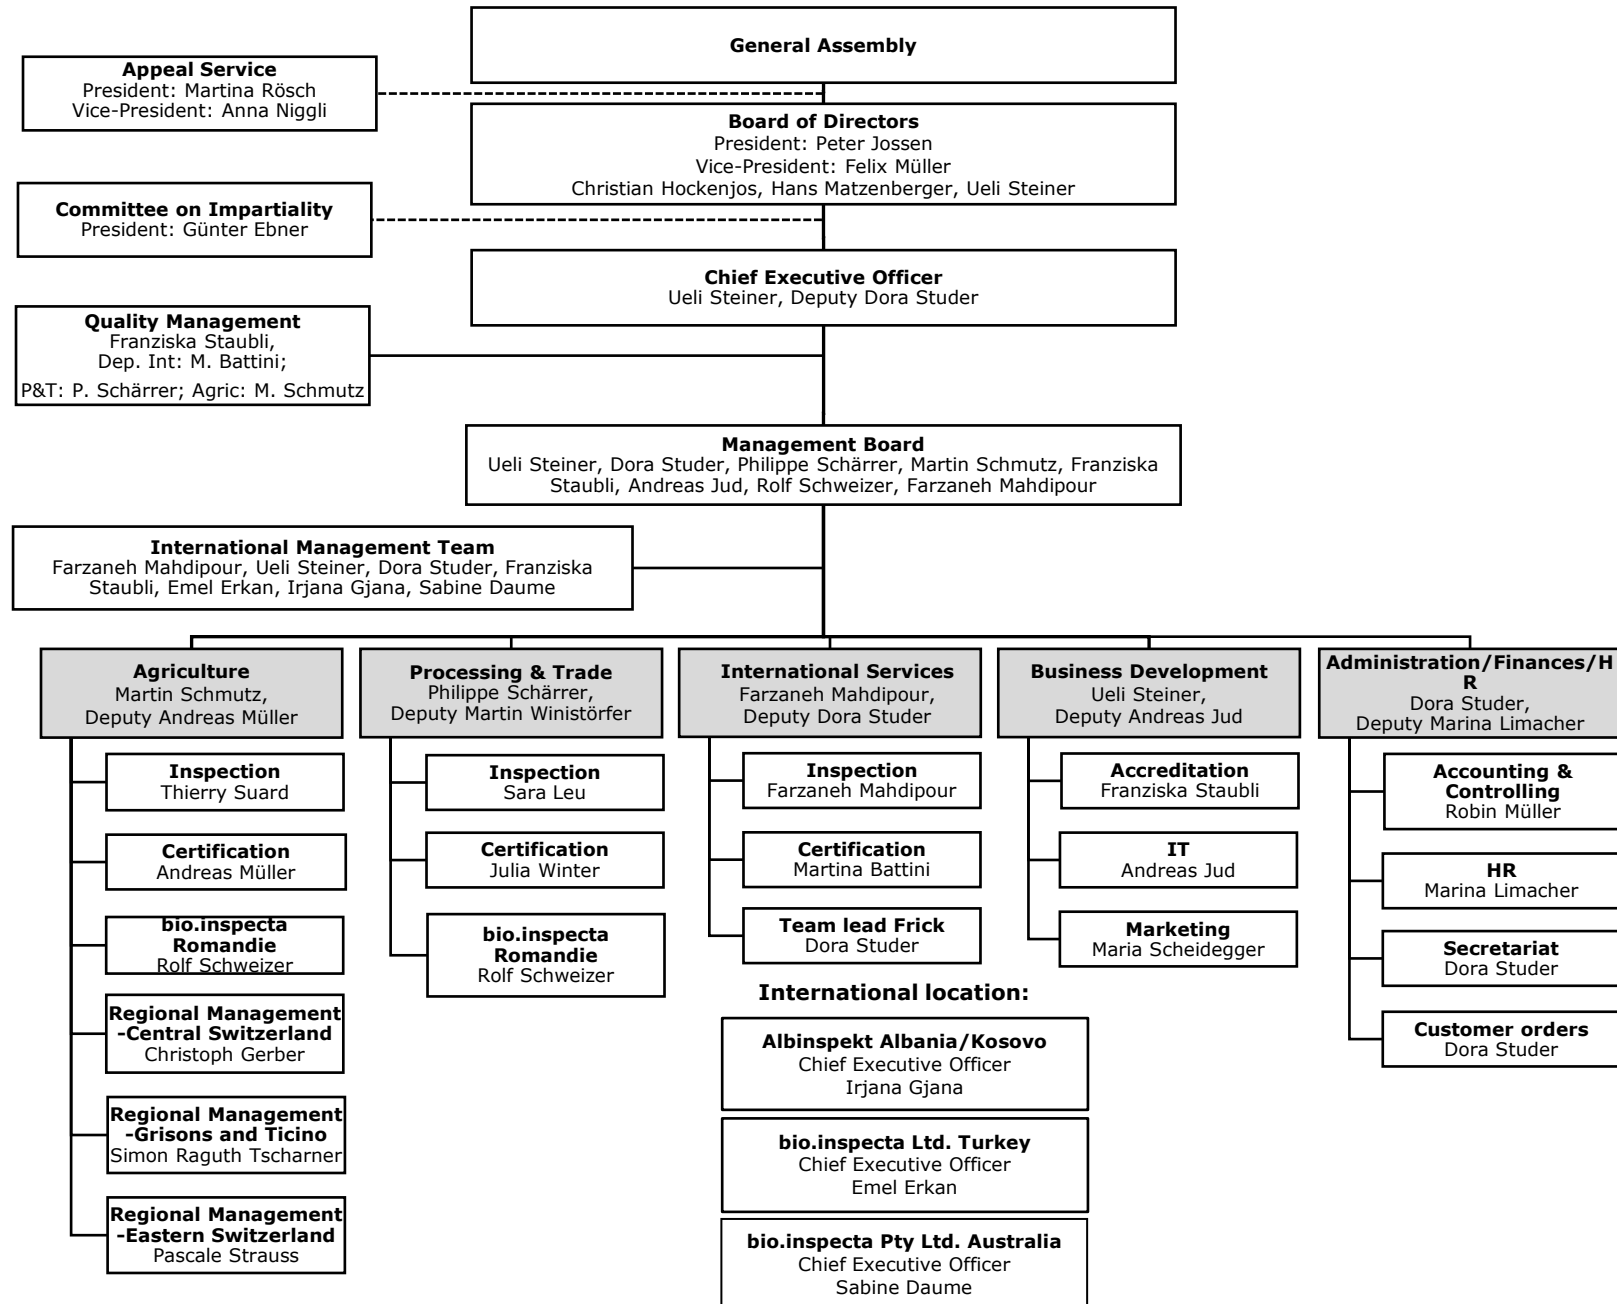 General Assembly
Appeal Service
President: Martina Rösch
Vice-President: Anna Niggli
Board of Directors
President: Peter Jossen
Vice-President: Felix Müller
Christian Hockenjos, Hans Matzenberger, Ueli Steiner
Committee on Impartiality
President: Günter Ebner
Chief Executive Officer
Ueli Steiner, Deputy Dora Studer
Quality Management
Franziska Staubli,
Dep. Int: M. Battini;
P&T: P. Schärrer; Agric: M. Schmutz
Management Board
Ueli Steiner, Dora Studer, Philippe Schärrer, Martin Schmutz, Franziska
Staubli, Andreas Jud, Rolf Schweizer, Farzaneh Mahdipour
International Management Team
Farzaneh Mahdipour, Ueli Steiner, Dora Studer, Franziska
Staubli, Emel Erkan, Irjana Gjana, Sabine Daume
Agriculture
Martin Schmutz,
Deputy Andreas Müller
Inspection
Thierry Suard
Certification
Andreas Müller
bio.inspecta
Romandie
Rolf Schweizer
Regional Management
-Central Switzerland
Christoph Gerber
Regional Management
-Grisons and Ticino
Simon Raguth Tscharner
Regional Management
-Eastern Switzerland
Pascale Strauss
Processing & Trade
Philippe Schärrer,
Deputy Martin Winistörfer
Inspection
Sara Leu
Certification
Julia Winter
bio.inspecta
Romandie
Rolf Schweizer
International Services
Farzaneh Mahdipour,
Deputy Dora Studer
Inspection
Farzaneh Mahdipour
Certification
Martina Battini
Team lead Frick
Dora Studer
International location:
Albinspekt Albania/Kosovo
Chief Executive Officer
Irjana Gjana
bio.inspecta Ltd. Turkey
Chief Executive Officer
Emel Erkan
bio.inspecta Pty Ltd. Australia
Chief Executive Officer
Sabine Daume
Business Development
Ueli Steiner,
Deputy Andreas Jud
Accreditation
Franziska Staubli
IT
Andreas Jud
Marketing
Maria Scheidegger
Administration/Finances/H
R
Dora Studer,
Deputy Marina Limacher
Accounting &
Controlling
Robin Müller
HR
Marina Limacher
Secretariat
Dora Studer
Customer orders
Dora Studer